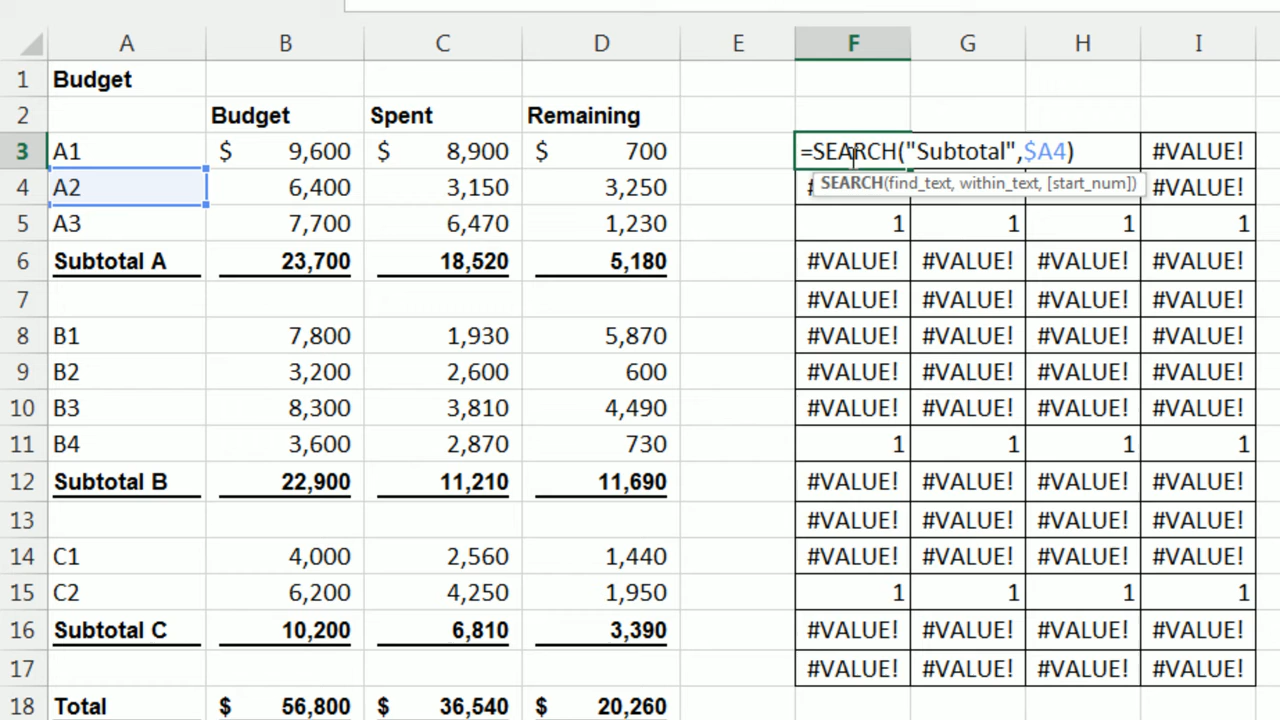 A B C D E F G H I
1 Budget
2 Budget Spent Remaining
3 A1 $ 9,600 $ 8,900 $ 700 =SEARCH("Subtotal",$A4) #VALUE!
4 A2 6,400 3,150 3,250 SEARCH(find_text, within_text, [start_num]) #VALUE!
5 A3 7,700 6,470 1,230 1 1 1 1
6 Subtotal A 23,700 18,520 5,180 #VALUE! #VALUE! #VALUE! #VALUE!
7 #VALUE! #VALUE! #VALUE! #VALUE!
8 B1 7,800 1,930 5,870 #VALUE! #VALUE! #VALUE! #VALUE!
9 B2 3,200 2,600 600 #VALUE! #VALUE! #VALUE! #VALUE!
10 B3 8,300 3,810 4,490 #VALUE! #VALUE! #VALUE! #VALUE!
11 B4 3,600 2,870 730 1 1 1 1
12 Subtotal B 22,900 11,210 11,690 #VALUE! #VALUE! #VALUE! #VALUE!
13 #VALUE! #VALUE! #VALUE! #VALUE!
14 C1 4,000 2,560 1,440 #VALUE! #VALUE! #VALUE! #VALUE!
15 C2 6,200 4,250 1,950 1 1 1 1
16 Subtotal C 10,200 6,810 3,390 #VALUE! #VALUE! #VALUE! #VALUE!
17 #VALUE! #VALUE! #VALUE! #VALUE!
18 Total $ 56,800 $ 36,540 $ 20,260